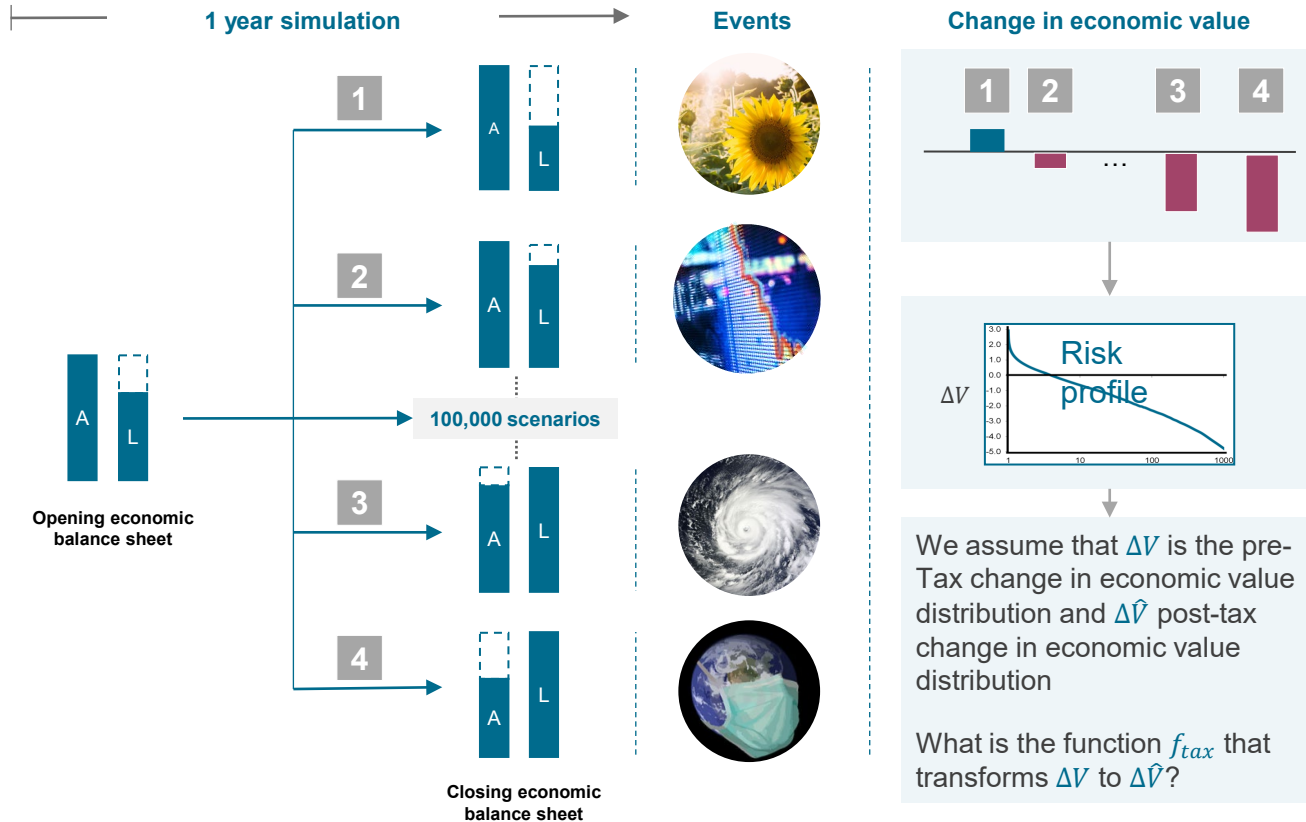 1 year simulation
Events
Change in economic value
1
A
L
2
A
L
A
L
Opening economic
balance sheet
100,000 scenarios
3
A
L
4
A
L
Closing economic
balance sheet
1
2
3
4
...
3.0
2.0
1.0
0.0
-1.0
-2.0
-3.0
-4.0
-5.0
ΔV
Risk
profile
1
10
100
1000
We assume that ΔV is the pre-
Tax change in economic value
distribution and ΔV̂ post-tax
change in economic value
distribution
What is the function f_tax that
transforms ΔV to ΔV̂?